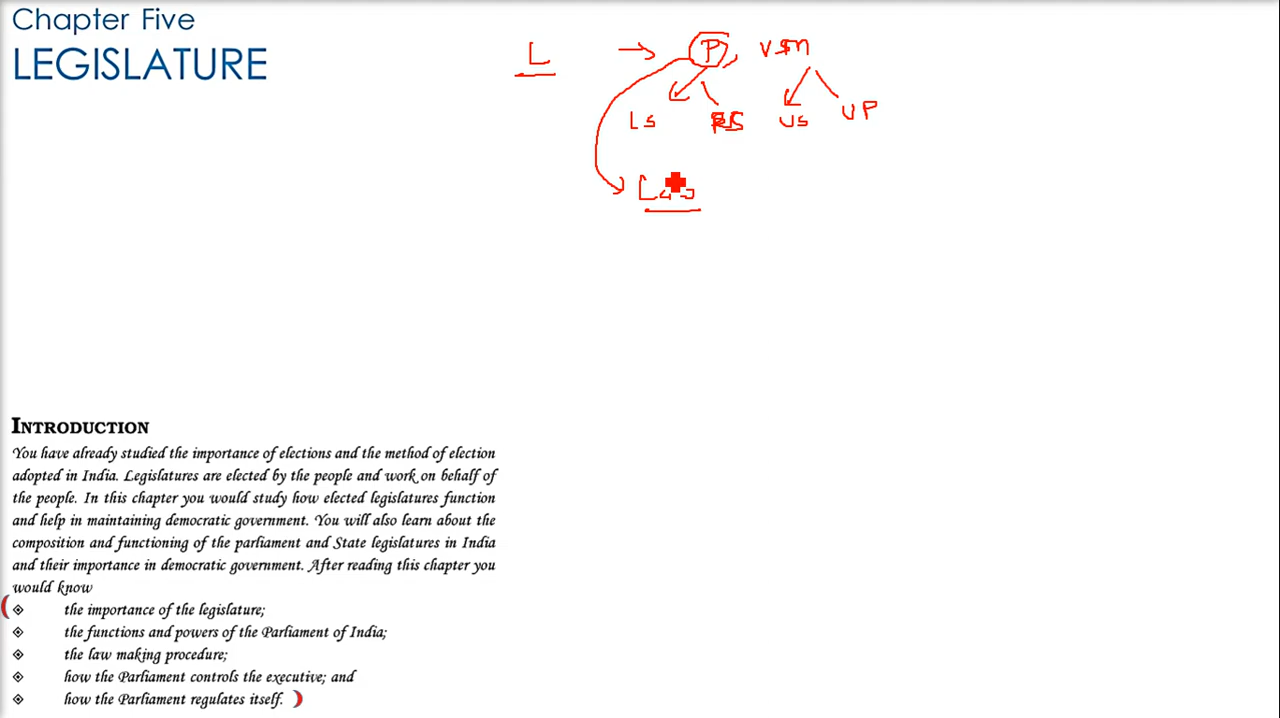 Chapter Five
LEGISLATURE
L → P, VSM
LS RS VS VP
INTRODUCTION
You have already studied the importance of elections and the method of election
adopted in India. Legislatures are elected by the people and work on behalf of
the people. In this chapter you would study how elected legislatures function
and help in maintaining democratic government. You will also learn about the
composition and functioning of the parliament and State legislatures in India
and their importance in democratic government. After reading this chapter you
would know
( ❖ the importance of the legislature;
❖ the functions and powers of the Parliament of India;
❖ the law making procedure;
❖ how the Parliament controls the executive; and
❖ how the Parliament regulates itself. )